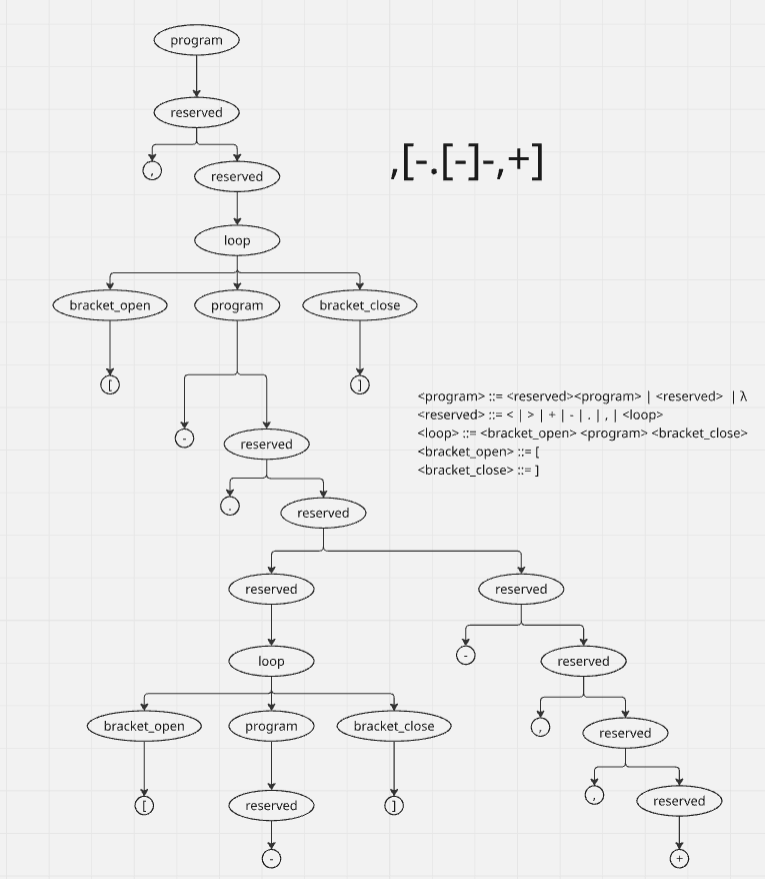 program
reserved
,
reserved
,[-.[-]-,+]
loop
bracket_open
program
bracket_close
[
]
<program> ::= <reserved><program> | <reserved> | λ
<reserved> ::= < | > | + | - | . | , | <loop>
<loop> ::= <bracket_open> <program> <bracket_close>
<bracket_open> ::= [
<bracket_close> ::= ]
-
reserved
.
reserved
reserved
reserved
-
reserved
loop
bracket_open
program
bracket_close
,
reserved
[
reserved
]
,
reserved
-
+